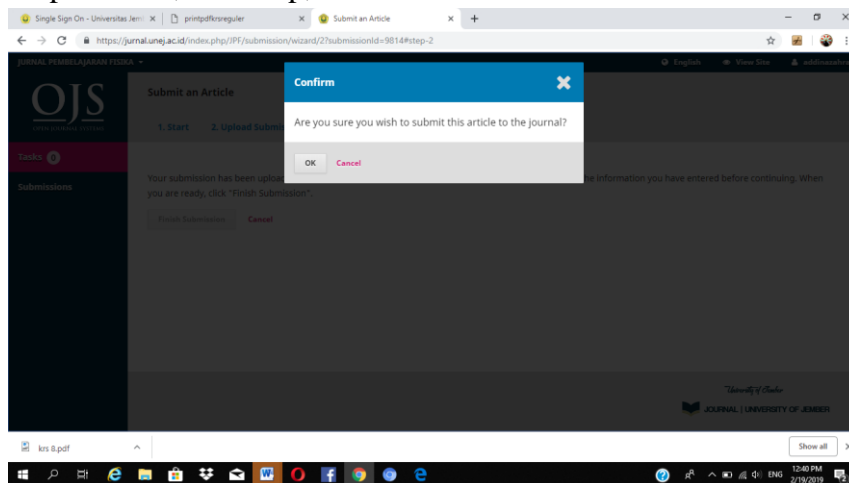 Single Sign On - Universitas Jem
printpdfkrsreguler
Submit an Article
https://jurnal.unej.ac.id/index.php/JPF/submission/wizard/2?submissionId=9814#step-2
JURNAL PEMBELAJARAN FISIKA
English
View Site
OJS
OPEN JOURNAL SYSTEMS
Tasks 0
Submissions
Submit an Article
1. Start
2. Upload Submi
Confirm
Are you sure you wish to submit this article to the journal?
OK
Cancel
Your submission has been uploa
he information you have entered before continuing. When
you are ready, click "Finish Submission".
Finish Submission
Cancel
University of Jember
JOURNAL | UNIVERSITY OF JEMBER
krs 8.pdf
Show all
ENG
12:40 PM
2/19/2019